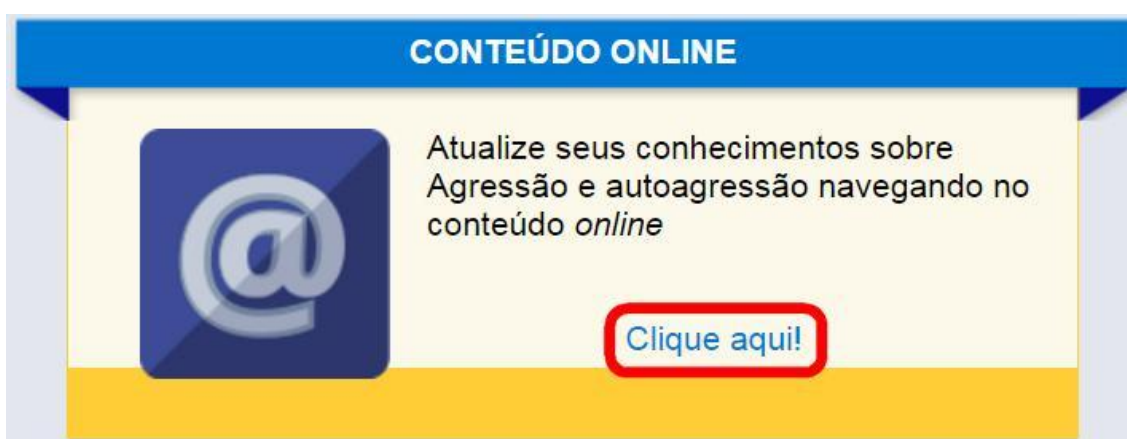 CONTEÚDO ONLINE
Atualize seus conhecimentos sobre
Agressão e autoagressão navegando no
conteúdo online
Clique aqui!